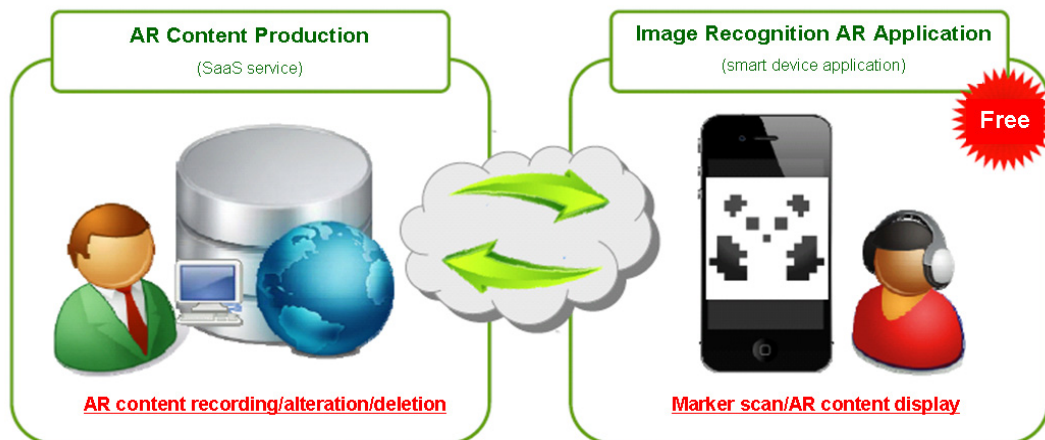 AR Content Production
(SaaS service)
AR content recording/alteration/deletion
Image Recognition AR Application
(smart device application)
Free
Marker scan/AR content display